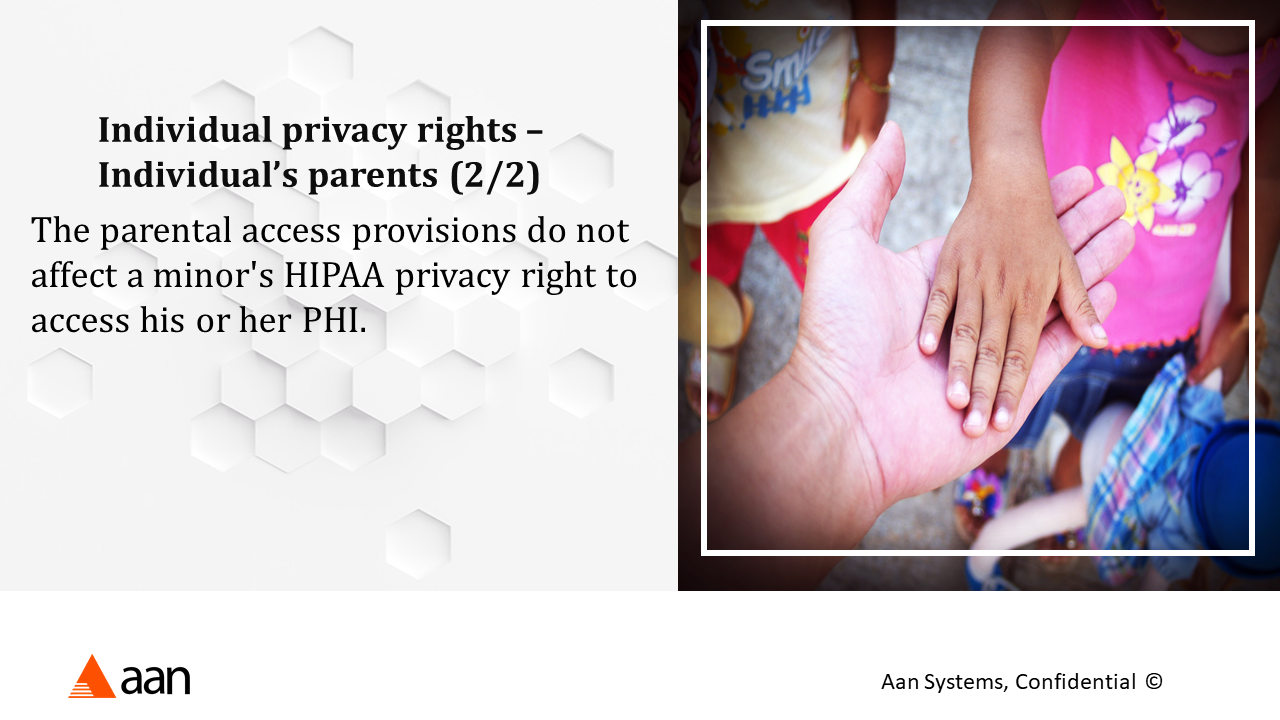 Individual privacy rights –
Individual’s parents (2/2)
The parental access provisions do not
affect a minor's HIPAA privacy right to
access his or her PHI.
Smile
aan
Aan Systems, Confidential ©